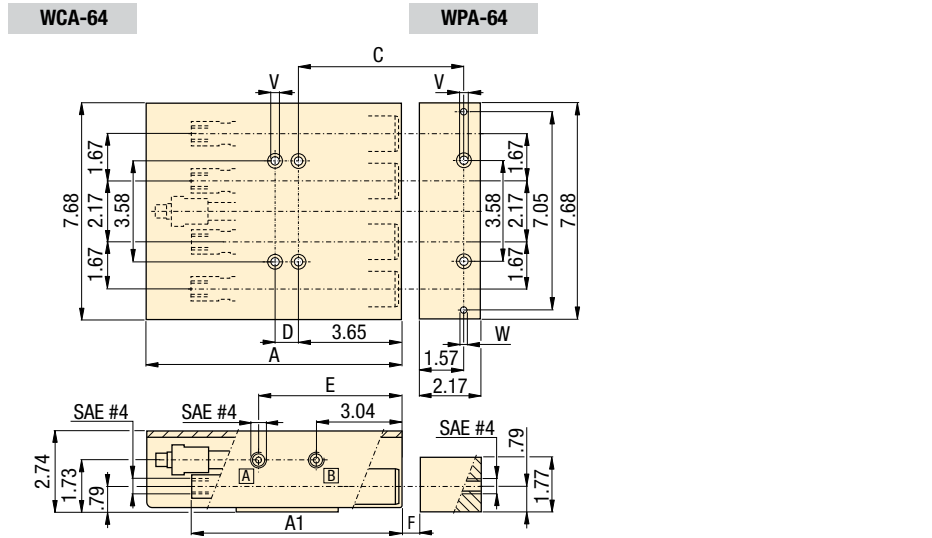 WCA-64
WPA-64
C
V
V
1.67
2.17
1.67
3.58
7.68
D
3.65
A
1.67
2.17
1.67
3.58
7.05
7.68
W
1.57
2.17
E
3.04
SAE #4
SAE #4
SAE #4
A
B
2.74
1.73
.79
A1
F
.79
1.77